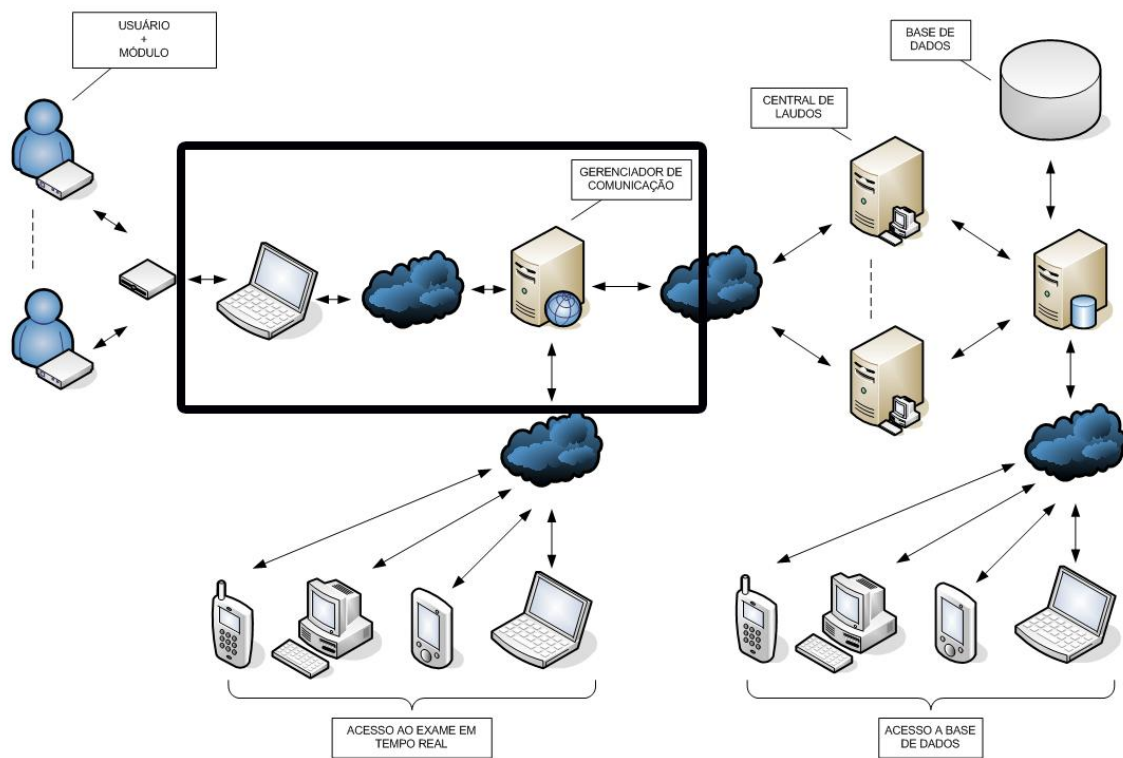 USUÁRIO
+
MÓDULO
BASE DE
DADOS
CENTRAL DE
LAUDOS
GERENCIADOR DE
COMUNICAÇÃO
ACESSO AO EXAME EM
TEMPO REAL
ACESSO A BASE
DE DADOS